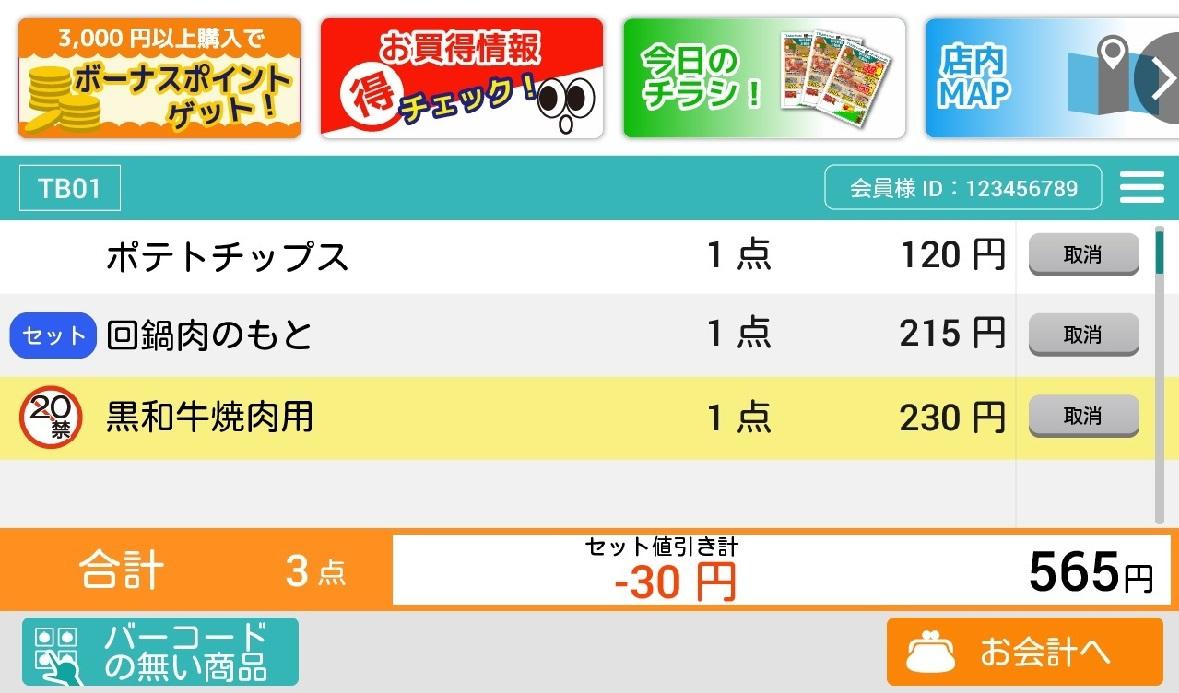 3,000 円以上購入で
ボーナスポイント
ゲット！
お買得情報
得 チェック！
今日の
チラシ！
店内
MAP
TB01
会員様 ID：123456789
ポテトチップス 1 点 120 円 取消
セット 回鍋肉のもと 1 点 215 円 取消
20禁 黒和牛焼肉用 1 点 230 円 取消
合計 3 点
セット値引き計
-30 円
565円
バーコード
の無い商品
お会計へ